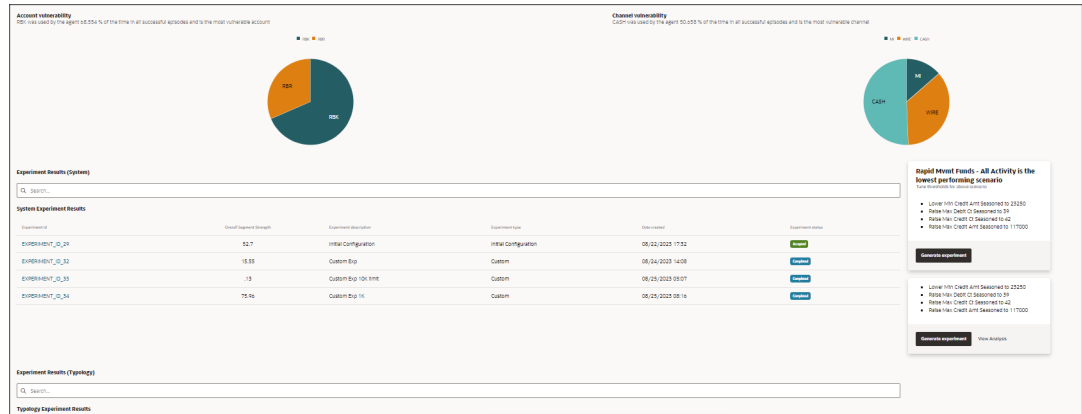 Account vulnerability
RBK was used by the agent 68.354 % of the time in all successful episodes and is the most vulnerable account
RBK RBR
RBR
RBK
Channel vulnerability
CASH was used by the agent 50.658 % of the time in all successful episodes and is the most vulnerable channel
MI WIRE CASH
MI
CASH
WIRE
Experiment Results (System)
Search...
System Experiment Results
Experiment Id Overall Segment Strength Experiment description Experiment type Date created Experiment status
EXPERIMENT_ID_29 52.7 Initial Configuration Initial Configuration 08/22/2023 17:32 Accepted
EXPERIMENT_ID_32 15.55 Custom Exp Custom 08/24/2023 14:08 Completed
EXPERIMENT_ID_33 .13 Custom Exp 10K limit Custom 08/25/2023 05:07 Completed
EXPERIMENT_ID_34 75.96 Custom Exp 1K Custom 08/25/2023 08:16 Completed
Rapid Mvmt Funds - All Activity is the
lowest performing scenario
Tune thresholds for above scenario
Lower Min Credit Amt Seasoned to 23250
Raise Max Debit Ct Seasoned to 39
Raise Max Credit Ct Seasoned to 42
Raise Max Credit Amt Seasoned to 117000
Generate experiment
Lower Min Credit Amt Seasoned to 23250
Raise Max Debit Ct Seasoned to 39
Raise Max Credit Ct Seasoned to 42
Raise Max Credit Amt Seasoned to 117000
Generate experiment View Analysis
Experiment Results (Typology)
Search...
Typology Experiment Results